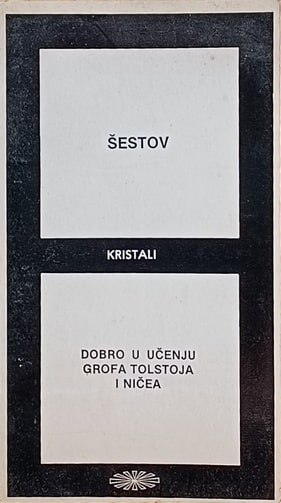 ŠESTOV
KRISTALI
DOBRO U UČENJU
GROFA TOLSTOJA
I NIČEA